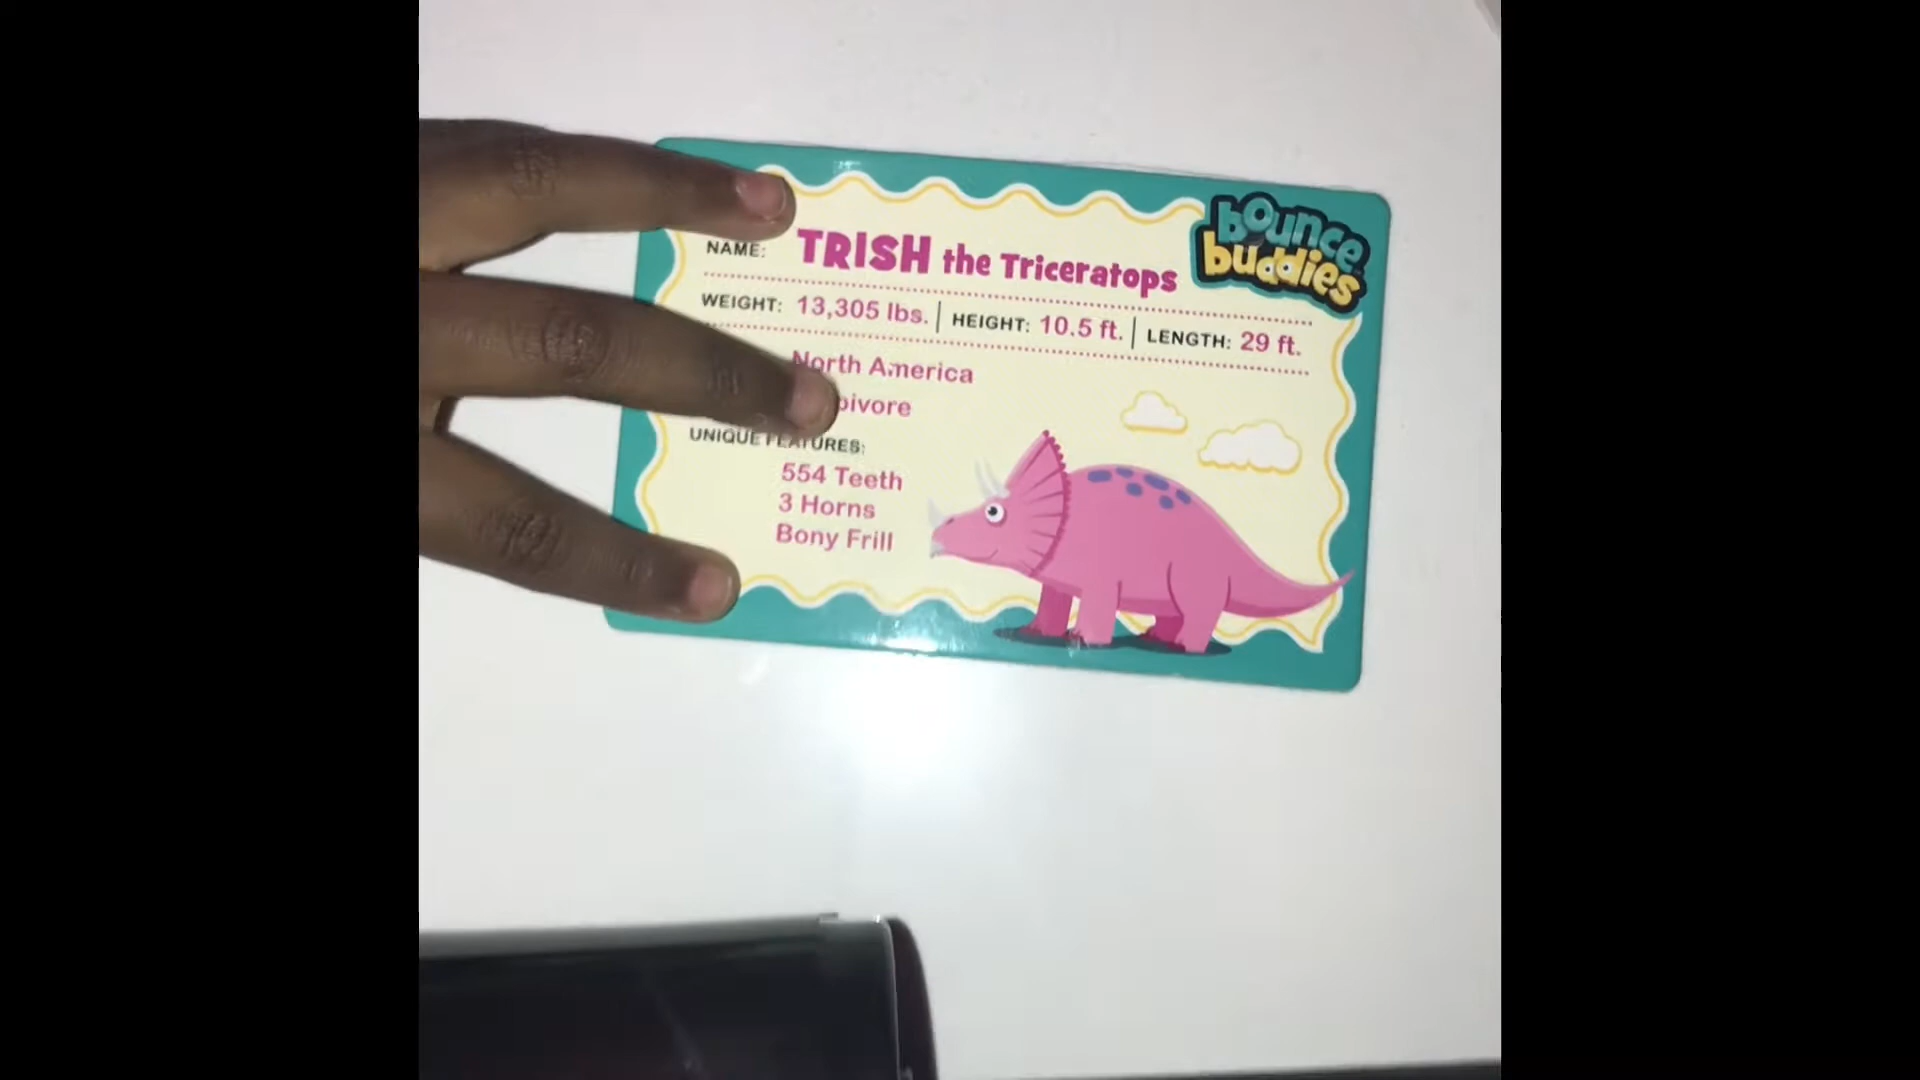 bounce
buddies
NAME: TRISH the Triceratops
WEIGHT: 13,305 lbs. | HEIGHT: 10.5 ft. | LENGTH: 29 ft.
North America
UNIQUE FEATURES:
554 Teeth
3 Horns
Bony Frill